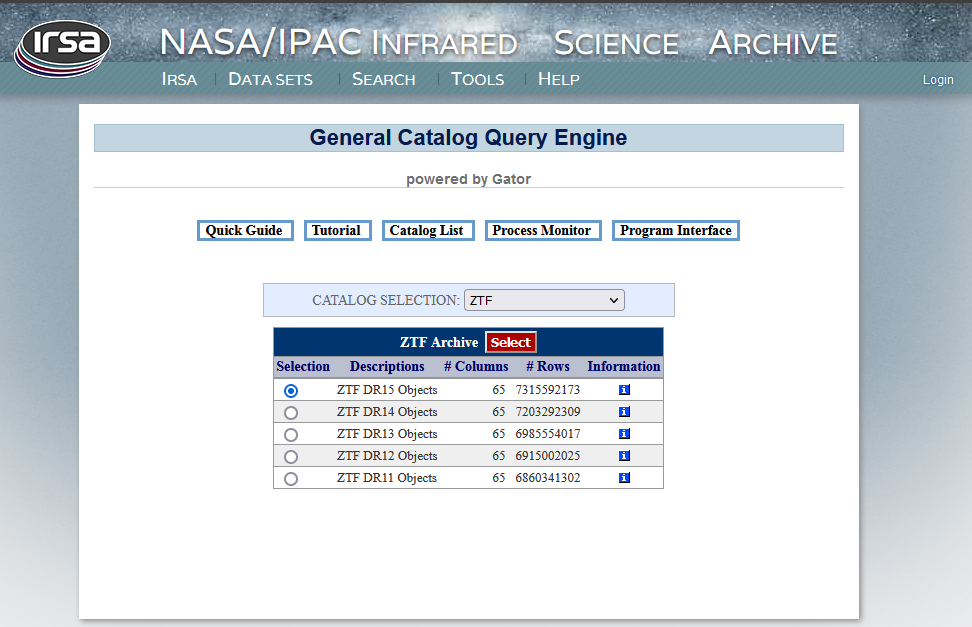 irsa
NASA/IPAC INFRARED SCIENCE ARCHIVE
IRSA DATA SETS SEARCH TOOLS HELP Login
General Catalog Query Engine
powered by Gator
Quick Guide Tutorial Catalog List Process Monitor Program Interface
CATALOG SELECTION: ZTF
ZTF Archive Select
Selection Descriptions # Columns # Rows Information
ZTF DR15 Objects 65 7315592173 i
ZTF DR14 Objects 65 7203292309 i
ZTF DR13 Objects 65 6985554017 i
ZTF DR12 Objects 65 6915002025 i
ZTF DR11 Objects 65 6860341302 i